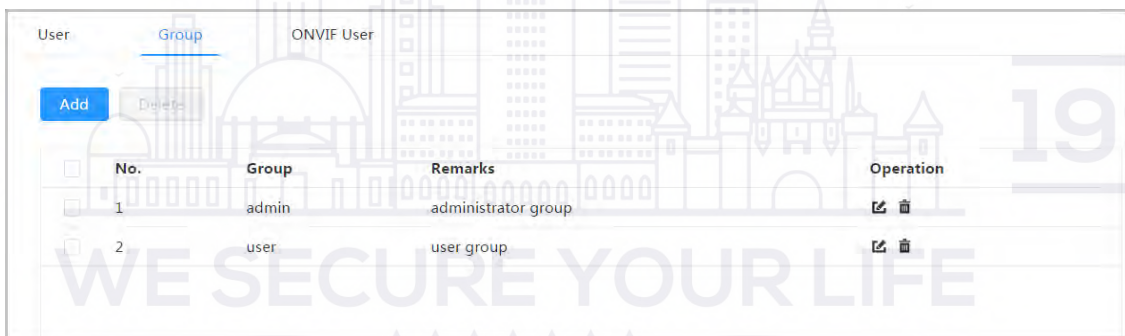 User Group ONVIF User
Add Delete
No. Group Remarks Operation
1 admin administrator group
2 user user group
WE SECURE YOUR LIFE
19